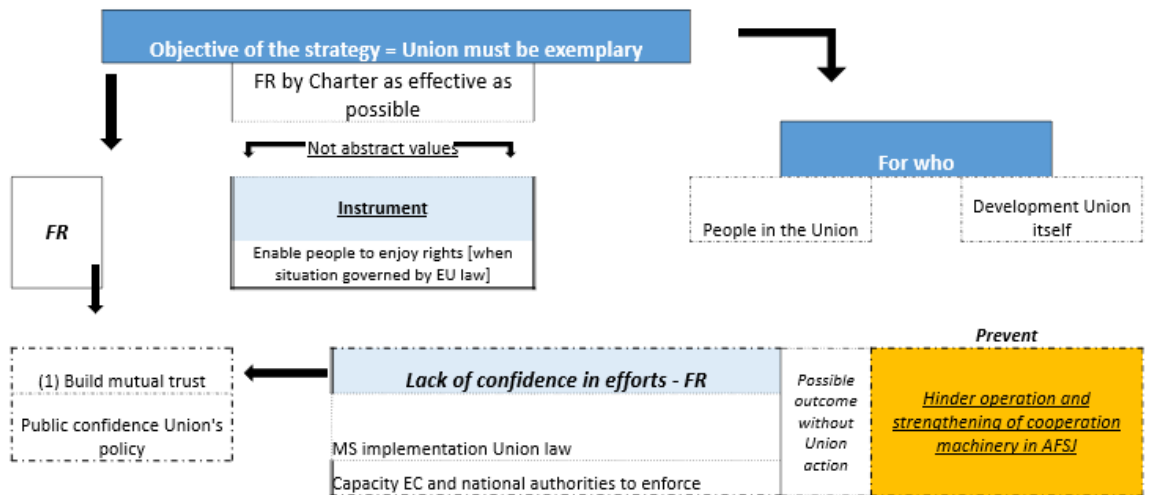 Objective of the strategy = Union must be exemplary
FR by Charter as effective as
possible
Not abstract values
For who
FR
Instrument
Enable people to enjoy rights [when
situation governed by EU law]
People in the Union
Development Union
itself
Prevent
(1) Build mutual trust
Public confidence Union's
policy
Lack of confidence in efforts - FR
MS implementation Union law
Capacity EC and national authorities to enforce
Possible
outcome
without
Union
action
Hinder operation and
strengthening of cooperation
machinery in AFSJ